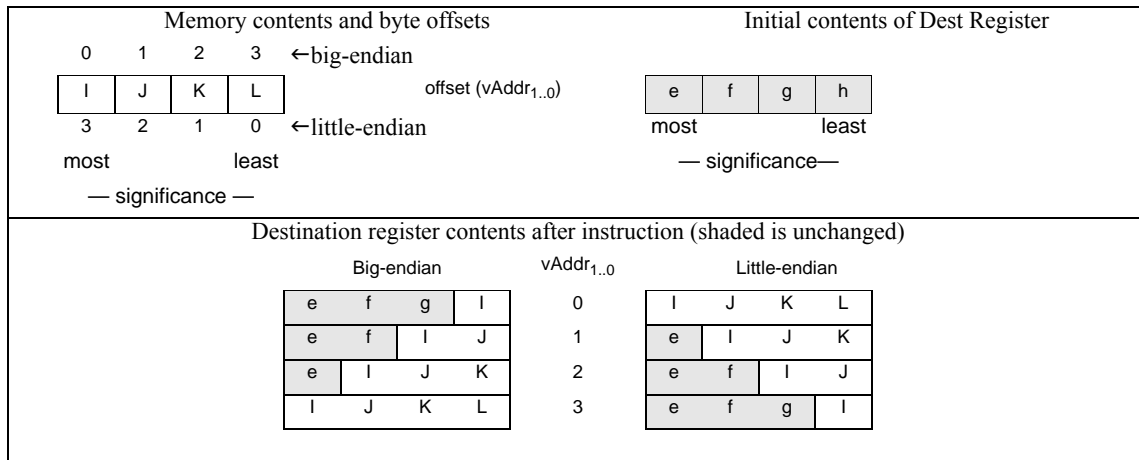 Memory contents and byte offsets
Initial contents of Dest Register
0 1 2 3 ←big-endian
I J K L
offset (vAddr1..0)
e f g h
3 2 1 0 ←little-endian
most least
most least
— significance —
— significance—
Destination register contents after instruction (shaded is unchanged)
Big-endian vAddr1..0 Little-endian
e f g I 0 I J K L
e f I J 1 e I J K
e I J K 2 e f I J
I J K L 3 e f g I